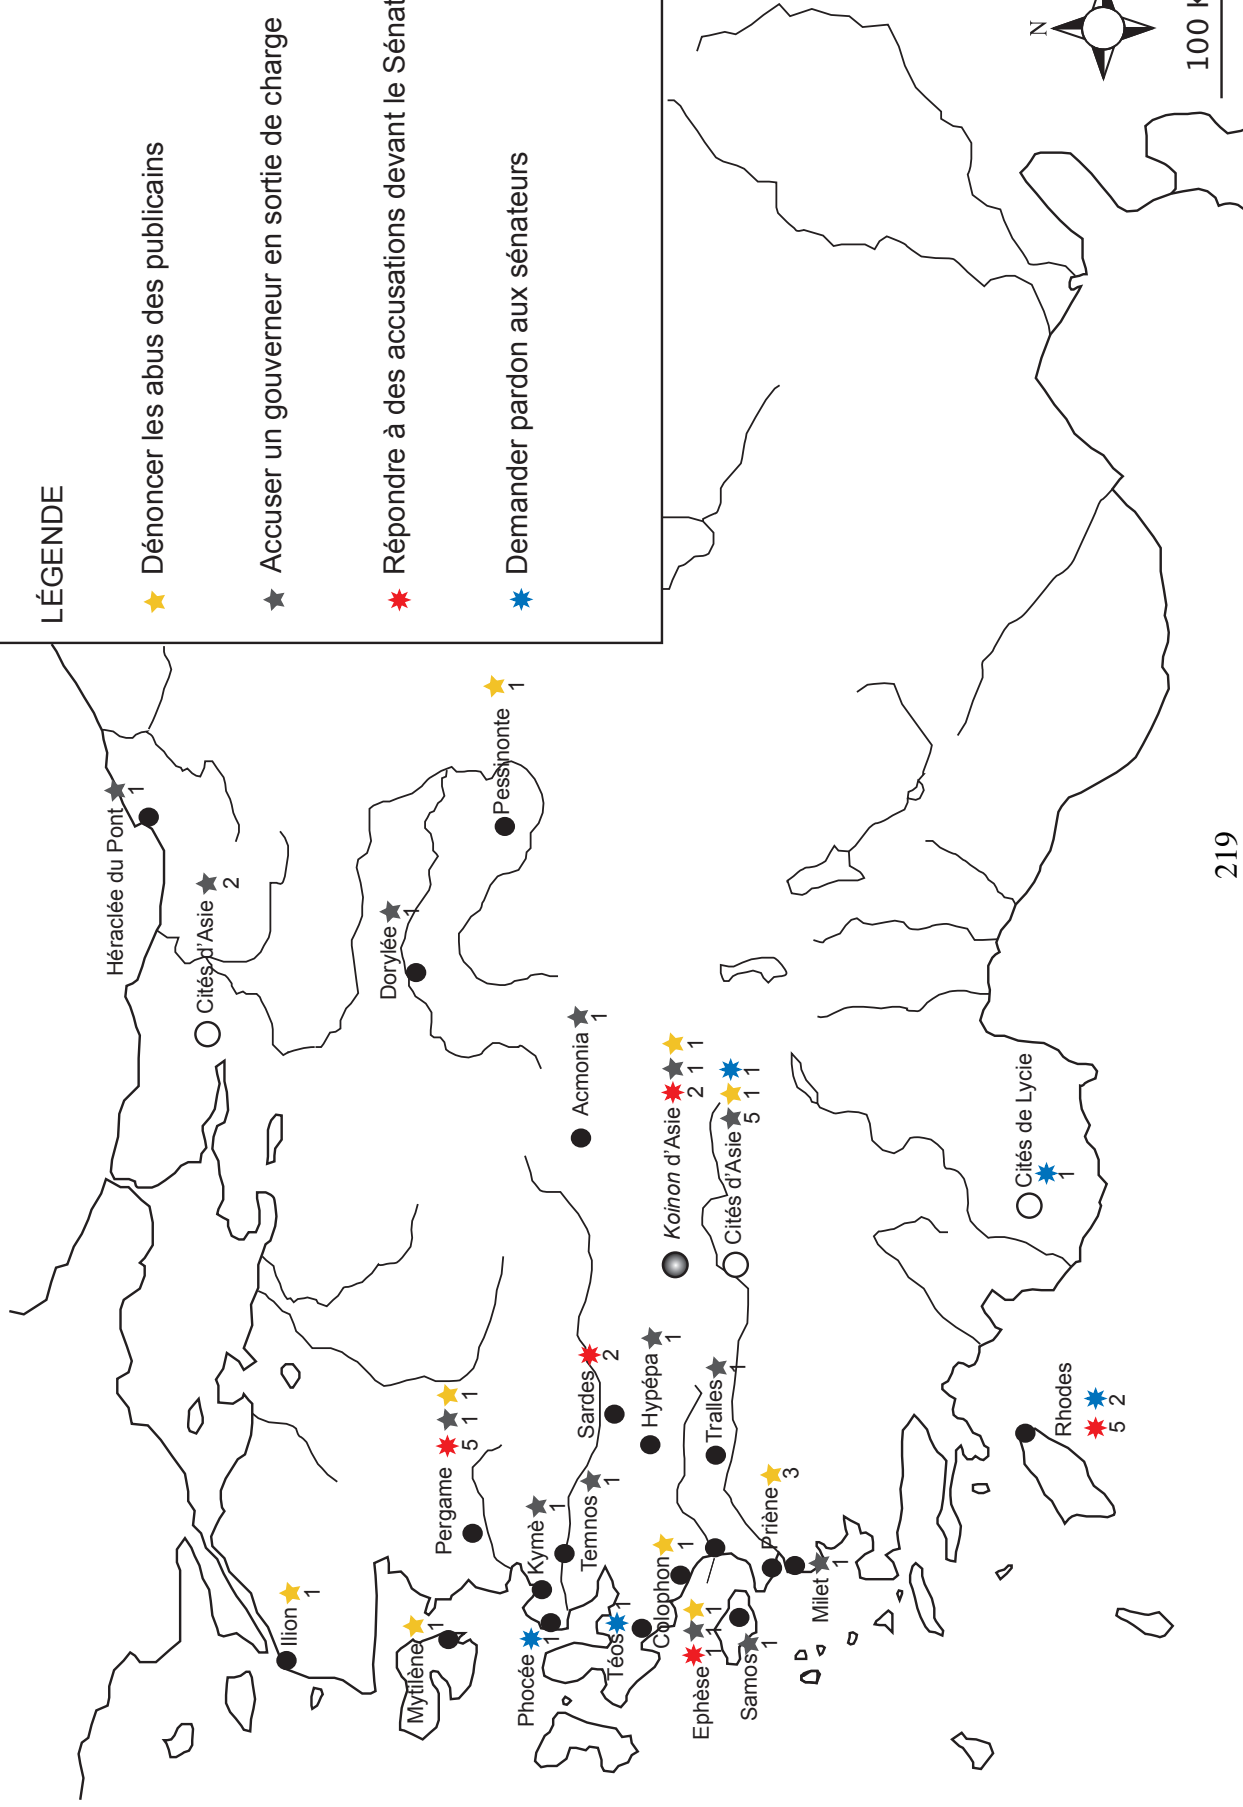 LÉGENDE
Dénoncer les abus des publicains
Accuser un gouverneur en sortie de charge
Répondre à des accusations devant le Sénat
Demander pardon aux sénateurs
N
100 K
Héraclée du Pont
1
Cités d'Asie
2
Dorylée
1
Pessinonte
1
Acmonia
1
Koinon d'Asie
2 1 1
Cités d'Asie
5 1 1
Cités de Lycie
1
Ilion
1
Mytilène
1
Pergame
5 1 1
Kymè
1
Phocée
1
Temnos
1
Sardes
2
Hypépa
1
Téos
1
Colophon
1
Tralles
1
Ephèse
1 1 1
Priène
3
Samos
1
Milet
1
Rhodes
5 2
219